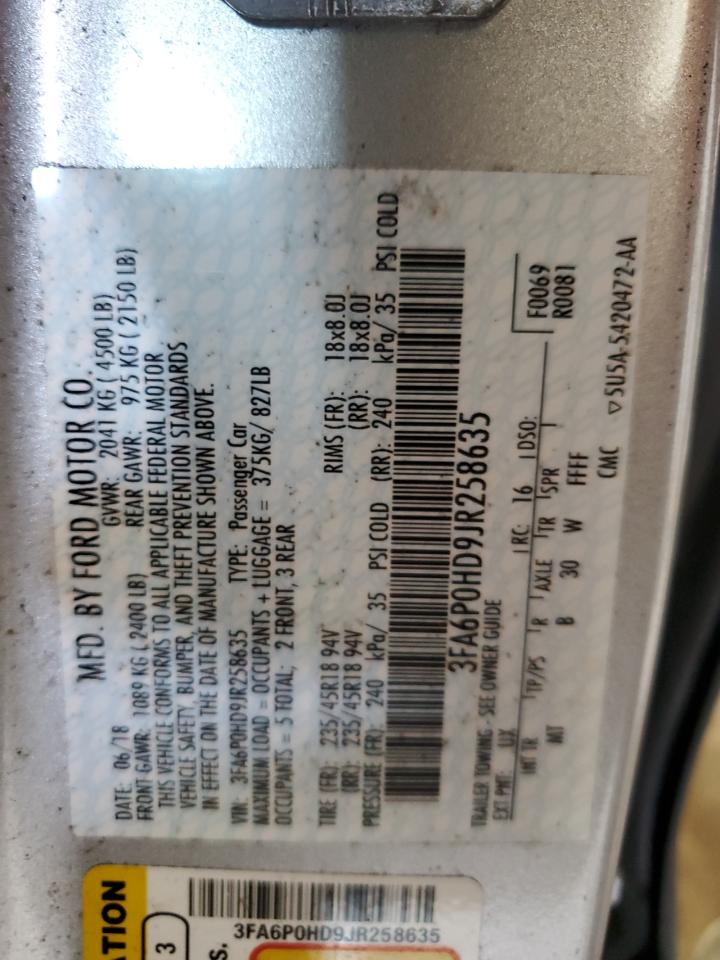 MFD. BY FORD MOTOR CO.
DATE: 06/18 GVWR: 2041 KG ( 4500 LB)
FRONT GAWR: 1089 KG ( 2400 LB) REAR GAWR: 975 KG ( 2150 LB)
THIS VEHICLE CONFORMS TO ALL APPLICABLE FEDERAL MOTOR
VEHICLE SAFETY, BUMPER, AND THEFT PREVENTION STANDARDS
IN EFFECT ON THE DATE OF MANUFACTURE SHOWN ABOVE.
VIN: 3FA6P0HD9JR258635 TYPE: Passenger Car
MAXIMUM LOAD = OCCUPANTS + LUGGAGE = 375KG/ 827LB
OCCUPANTS = 5 TOTAL; 2 FRONT, 3 REAR
TIRE (FR): 235/45R18 94V RIMS (FR): 18x8.0J
(RR): 235/45R18 94V (RR): 18x8.0J
PRESSURE (FR): 240 kPa/ 35 PSI COLD (RR): 240 kPa/ 35 PSI COLD
3FA6P0HD9JR258635
TRAILER TOWING - SEE OWNER GUIDE
EXT PNT: UX RC: 16 DSO:
INT TR TP/PS R AXLE TR SPR F0069
MT B 30 W FFFF R0081
CMC ▽5U5A-5420472-AA
ATION
3
S.
3FA6P0HD9JR258635